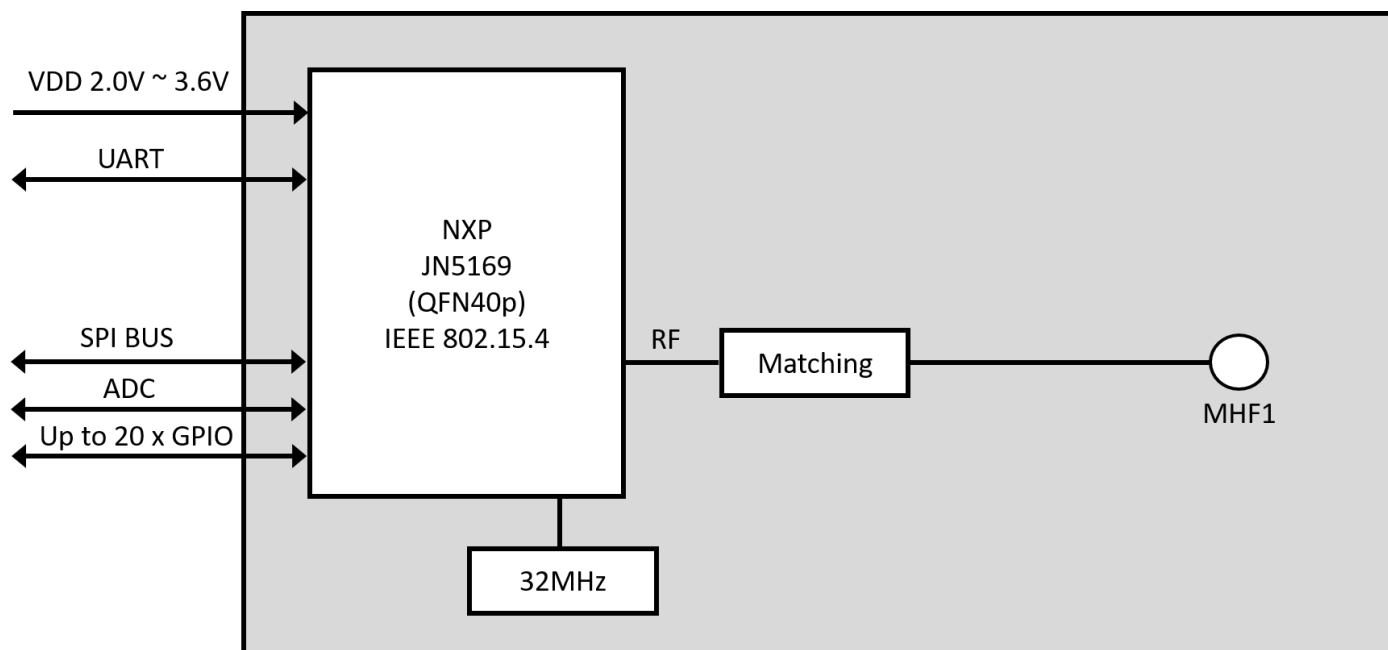 VDD 2.0V ~ 3.6V
UART
SPI BUS
ADC
Up to 20 x GPIO
NXP
JN5169
(QFN40p)
IEEE 802.15.4
RF
Matching
MHF1
32MHz